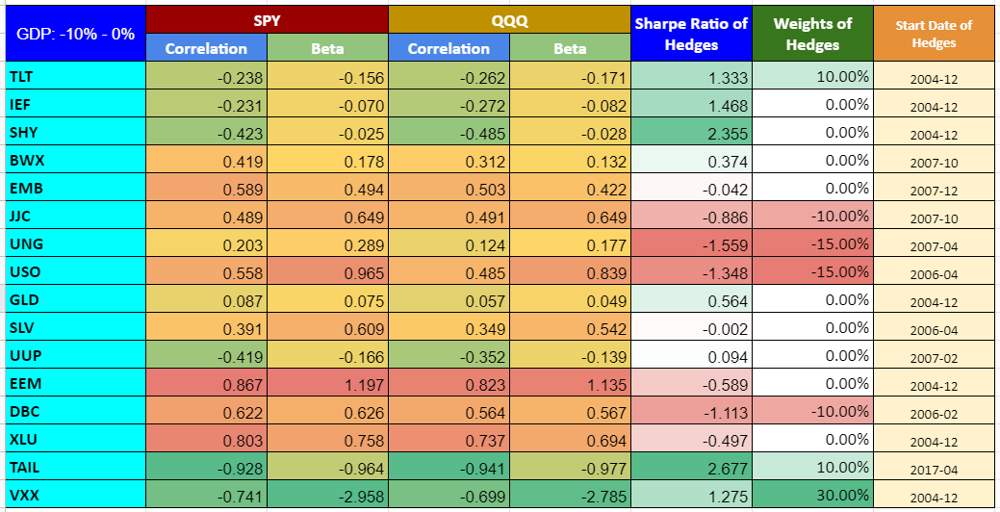 GDP: -10% - 0% SPY QQQ Sharpe Ratio of Hedges Weights of Hedges Start Date of Hedges
Correlation Beta Correlation Beta
TLT -0.238 -0.156 -0.262 -0.171 1.333 10.00% 2004-12
IEF -0.231 -0.070 -0.272 -0.082 1.468 0.00% 2004-12
SHY -0.423 -0.025 -0.485 -0.028 2.355 0.00% 2004-12
BWX 0.419 0.178 0.312 0.132 0.374 0.00% 2007-10
EMB 0.589 0.494 0.503 0.422 -0.042 0.00% 2007-12
JJC 0.489 0.649 0.491 0.649 -0.886 -10.00% 2007-10
UNG 0.203 0.289 0.124 0.177 -1.559 -15.00% 2007-04
USO 0.558 0.965 0.485 0.839 -1.348 -15.00% 2006-04
GLD 0.087 0.075 0.057 0.049 0.564 0.00% 2004-12
SLV 0.391 0.609 0.349 0.542 -0.002 0.00% 2006-04
UUP -0.419 -0.166 -0.352 -0.139 0.094 0.00% 2007-02
EEM 0.867 1.197 0.823 1.135 -0.589 0.00% 2004-12
DBC 0.622 0.626 0.564 0.567 -1.113 -10.00% 2006-02
XLU 0.803 0.758 0.737 0.694 -0.497 0.00% 2004-12
TAIL -0.928 -0.964 -0.941 -0.977 2.677 10.00% 2017-04
VXX -0.741 -2.958 -0.699 -2.785 1.275 30.00% 2004-12